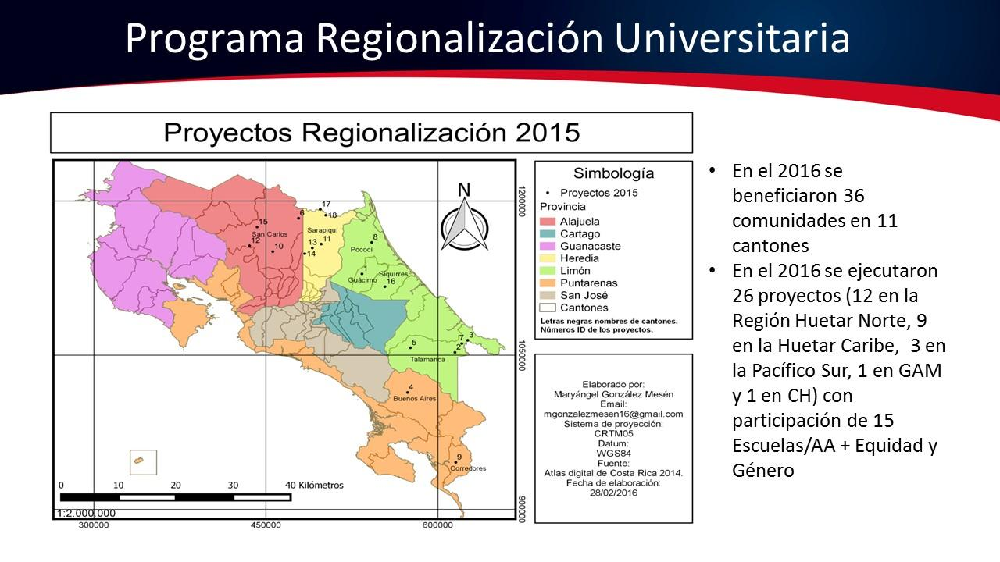 Programa Regionalización Universitaria
Proyectos Regionalización 2015
N
1200000
1050000
900000
17
6
18
15
San Carlos
Sarapiquí
12
10
13
11
14
8
Pococí
1
Guácimo
Siquirres
16
5
7
3
2
Talamanca
4
Buenos Aires
9
Corredores
0 10 20 30 40 Kilómetros
1:2.000.000
300000 450000 600000
Simbología
• Proyectos 2015
Provincia
Alajuela
Cartago
Guanacaste
Heredia
Limón
Puntarenas
San José
Cantones
Letras negras nombres de cantones.
Números ID de los proyectos.
Elaborado por:
Maryángel González Mesén
Email:
mgonzalezmesen16@gmail.com
Sistema de proyección:
CRTM05
Datum:
WGS84
Fuente:
Atlas digital de Costa Rica 2014.
Fecha de elaboración:
28/02/2016
• En el 2016 se
beneficiaron 36
comunidades en 11
cantones
• En el 2016 se ejecutaron
26 proyectos (12 en la
Región Huetar Norte, 9
en la Huetar Caribe, 3 en
la Pacífico Sur, 1 en GAM
y 1 en CH) con
participación de 15
Escuelas/AA + Equidad y
Género